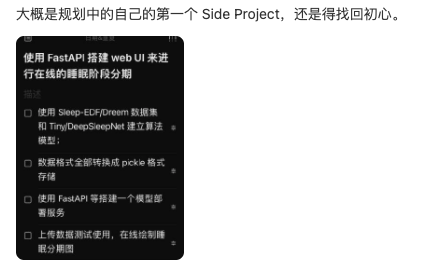 大概是规划中的自己的第一个 Side Project，还是得找回初心。
使用 FastAPI 搭建 web UI 来进
行在线的睡眠阶段分期
描述
使用 Sleep-EDF/Dreem 数据集
和 Tiny/DeepSleepNet 建立算法
模型；
数据格式全部转换成 pickle 格式
存储
使用 FastAPI 等搭建一个模型部
署服务
上传数据测试使用，在线绘制睡
眠分期图